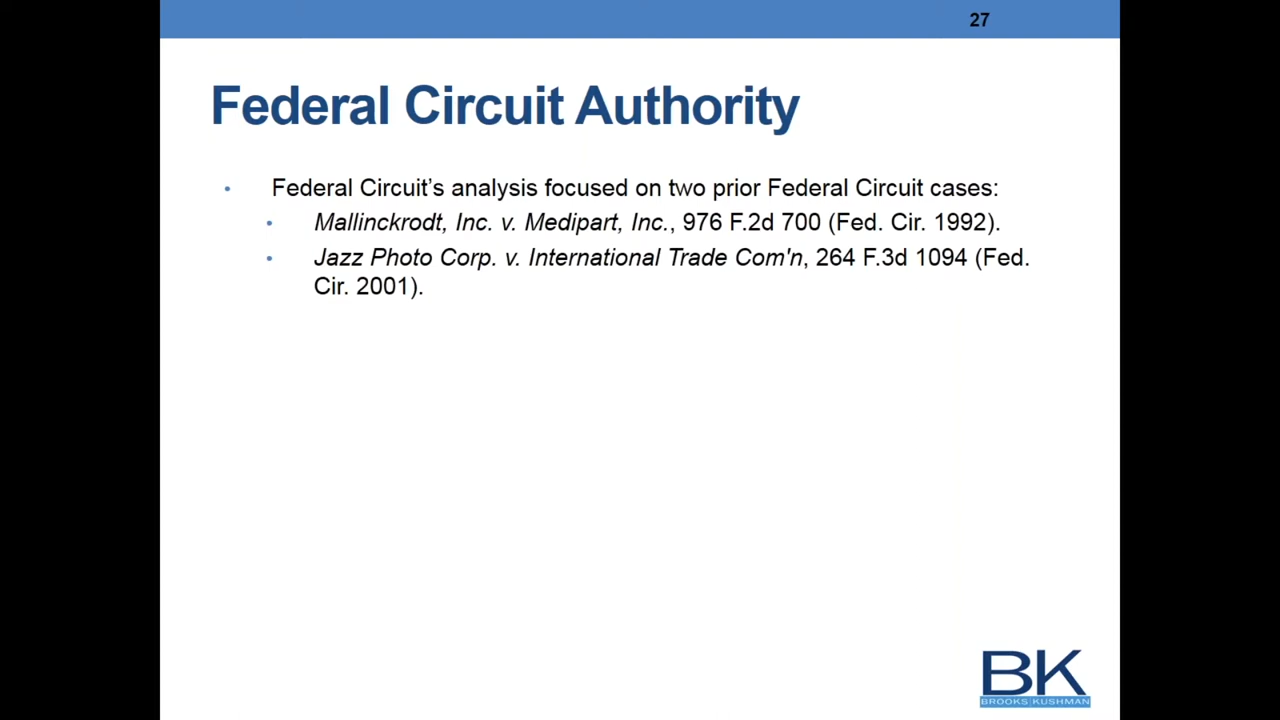 27
Federal Circuit Authority
• Federal Circuit’s analysis focused on two prior Federal Circuit cases:
• Mallinckrodt, Inc. v. Medipart, Inc., 976 F.2d 700 (Fed. Cir. 1992).
• Jazz Photo Corp. v. International Trade Com'n, 264 F.3d 1094 (Fed.
Cir. 2001).
BK
BROOKS KUSHMAN